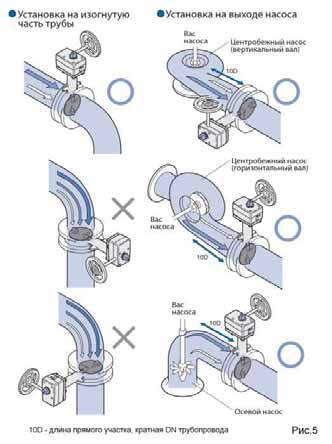 Установка на изогнутую
часть трубы
Установка на выходе насоса
Центробежный насос
(вертикальный вал)
Вас
насоса
10D
Центробежный насос
(горизонтальный вал)
Вас
насоса
10D
Вас
насоса
10D
Осевой насос
10D - длина прямого участка, кратная DN трубопровода
Рис.5